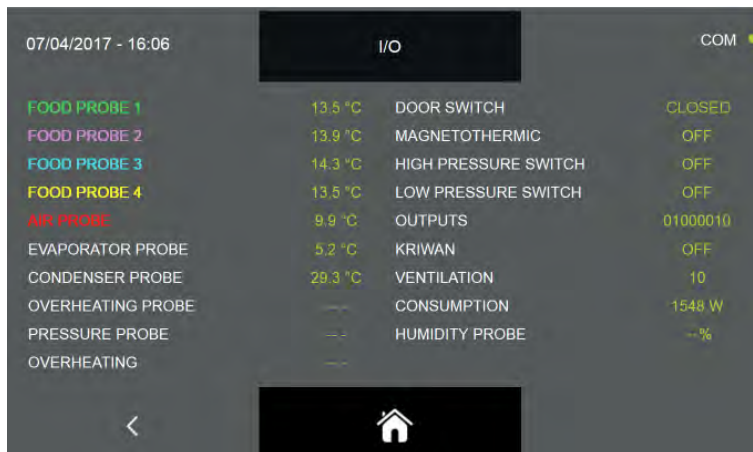 07/04/2017 - 16:06
I/O
COM
FOOD PROBE 1 13.5 °C
FOOD PROBE 2 13.9 °C
FOOD PROBE 3 14.3 °C
FOOD PROBE 4 13.5 °C
AIR PROBE 9.9 °C
EVAPORATOR PROBE 5.2 °C
CONDENSER PROBE 29.3 °C
OVERHEATING PROBE --.-
PRESSURE PROBE --.-
OVERHEATING --.-
DOOR SWITCH CLOSED
MAGNETOTHERMIC OFF
HIGH PRESSURE SWITCH OFF
LOW PRESSURE SWITCH OFF
OUTPUTS 01000010
KRIWAN OFF
VENTILATION 10
CONSUMPTION 1548 W
HUMIDITY PROBE --%